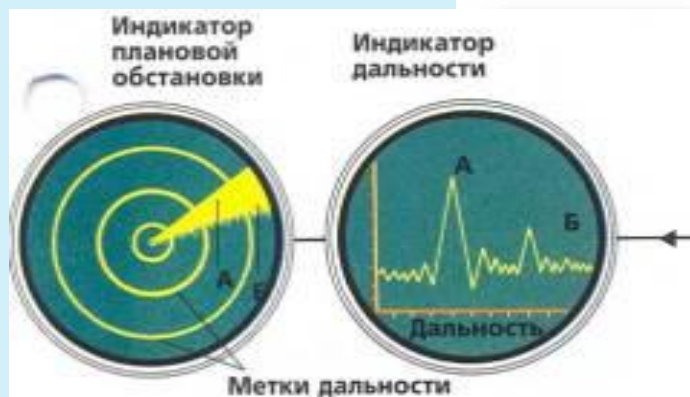 Индикатор
плановой
обстановки
Индикатор
дальности
А
Б
А
Б
Дальность
Метки дальности